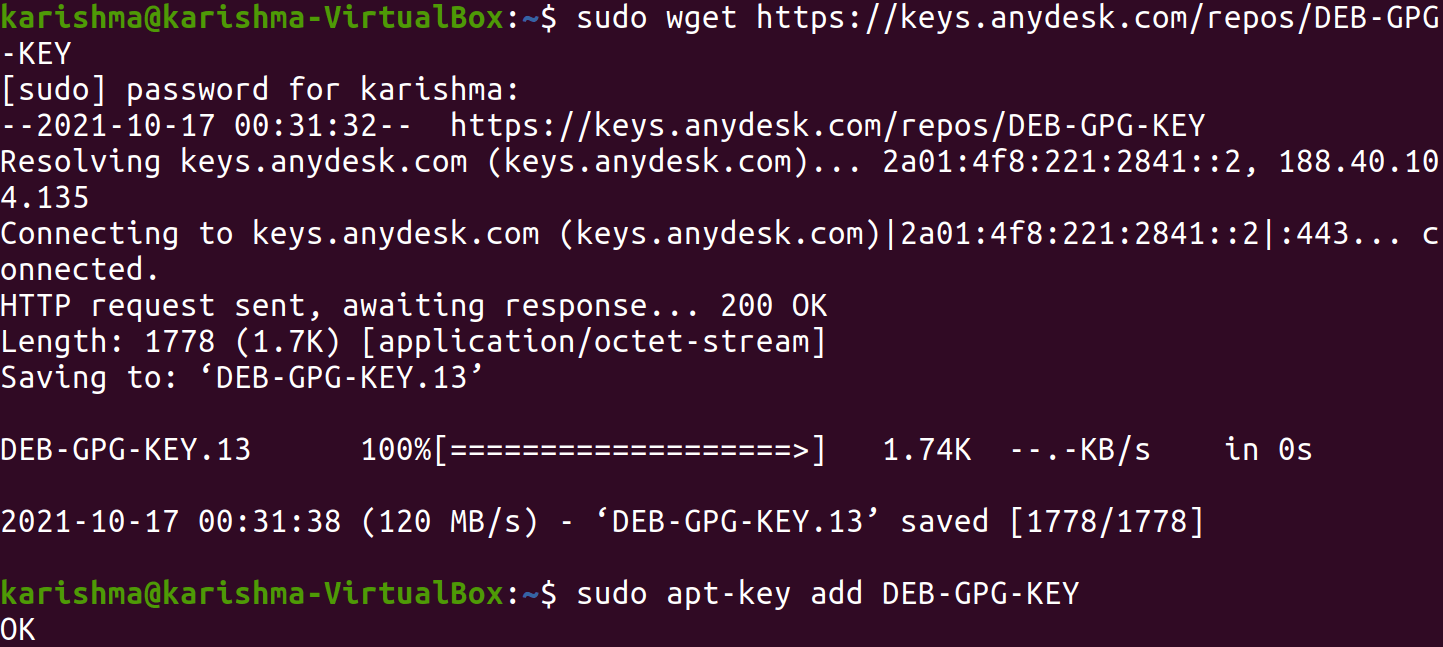 karishma@karishma-VirtualBox:~$ sudo wget https://keys.anydesk.com/repos/DEB-GPG
-KEY
[sudo] password for karishma:
--2021-10-17 00:31:32--  https://keys.anydesk.com/repos/DEB-GPG-KEY
Resolving keys.anydesk.com (keys.anydesk.com)... 2a01:4f8:221:2841::2, 188.40.10
4.135
Connecting to keys.anydesk.com (keys.anydesk.com)|2a01:4f8:221:2841::2|:443... c
onnected.
HTTP request sent, awaiting response... 200 OK
Length: 1778 (1.7K) [application/octet-stream]
Saving to: ‘DEB-GPG-KEY.13’
DEB-GPG-KEY.13      100%[===================>]   1.74K  --.-KB/s    in 0s
2021-10-17 00:31:38 (120 MB/s) - ‘DEB-GPG-KEY.13’ saved [1778/1778]
karishma@karishma-VirtualBox:~$ sudo apt-key add DEB-GPG-KEY
OK